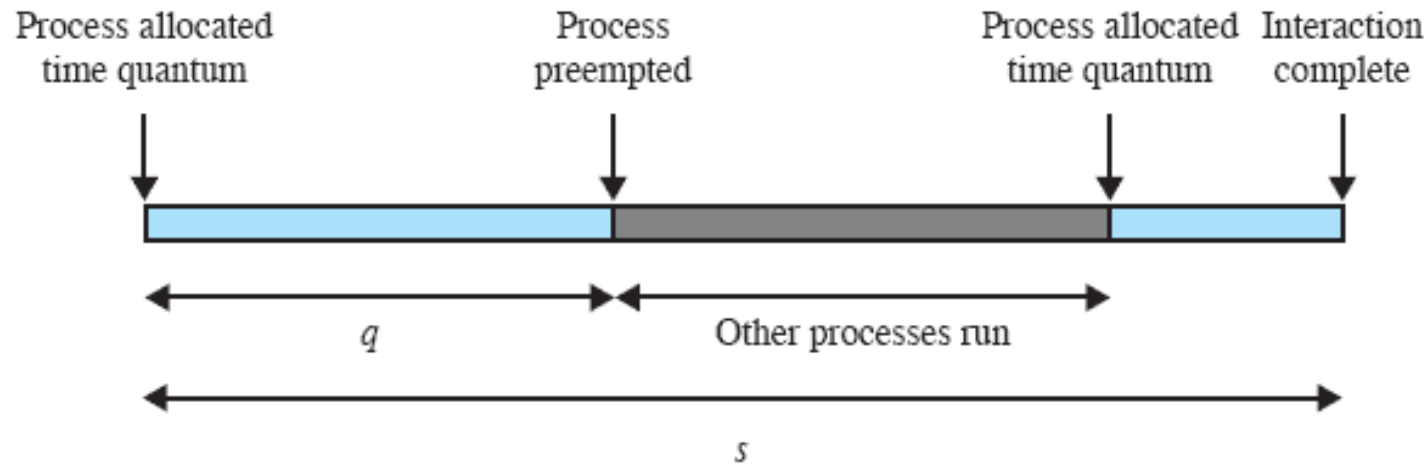 Process allocated
time quantum
Process
preempted
Process allocated
time quantum
Interaction
complete
q
Other processes run
s